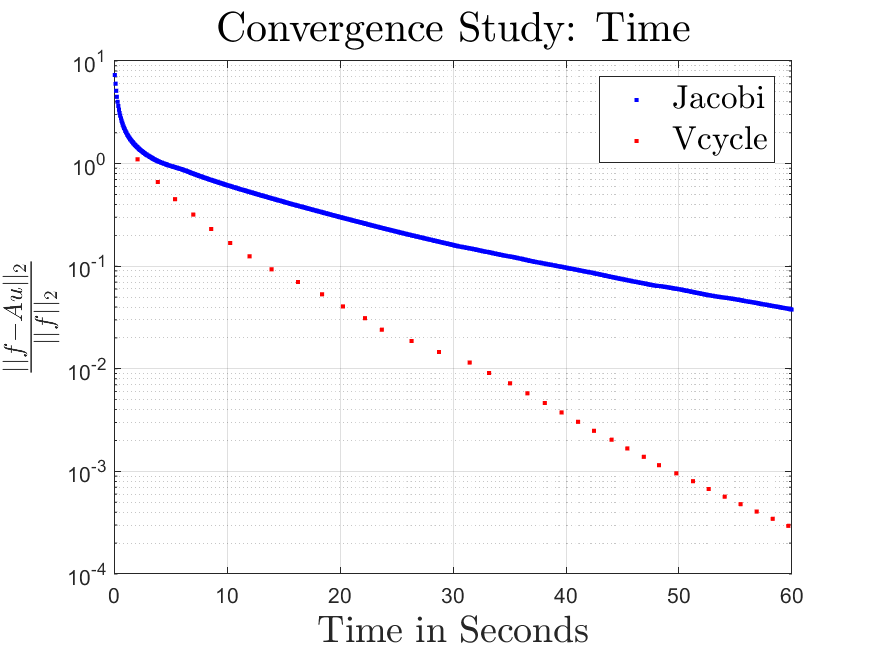 Convergence Study: Time
10^1
10^0
10^-1
10^-2
10^-3
10^-4
||f-Au||_2
||f||_2
Jacobi
Vcycle
0 10 20 30 40 50 60
Time in Seconds